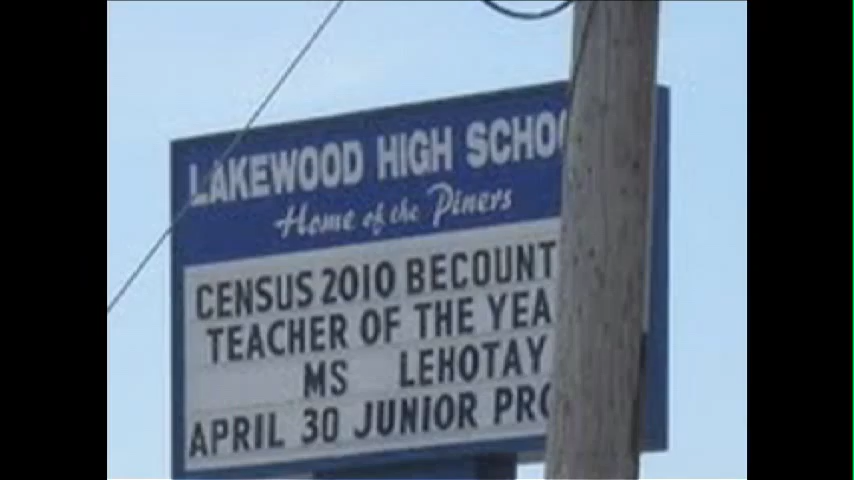 LAKEWOOD HIGH SCHOO
Home of the Piners
CENSUS 2010 BECOUNT
TEACHER OF THE YEA
MS LEHOTAY
APRIL 30 JUNIOR PRO